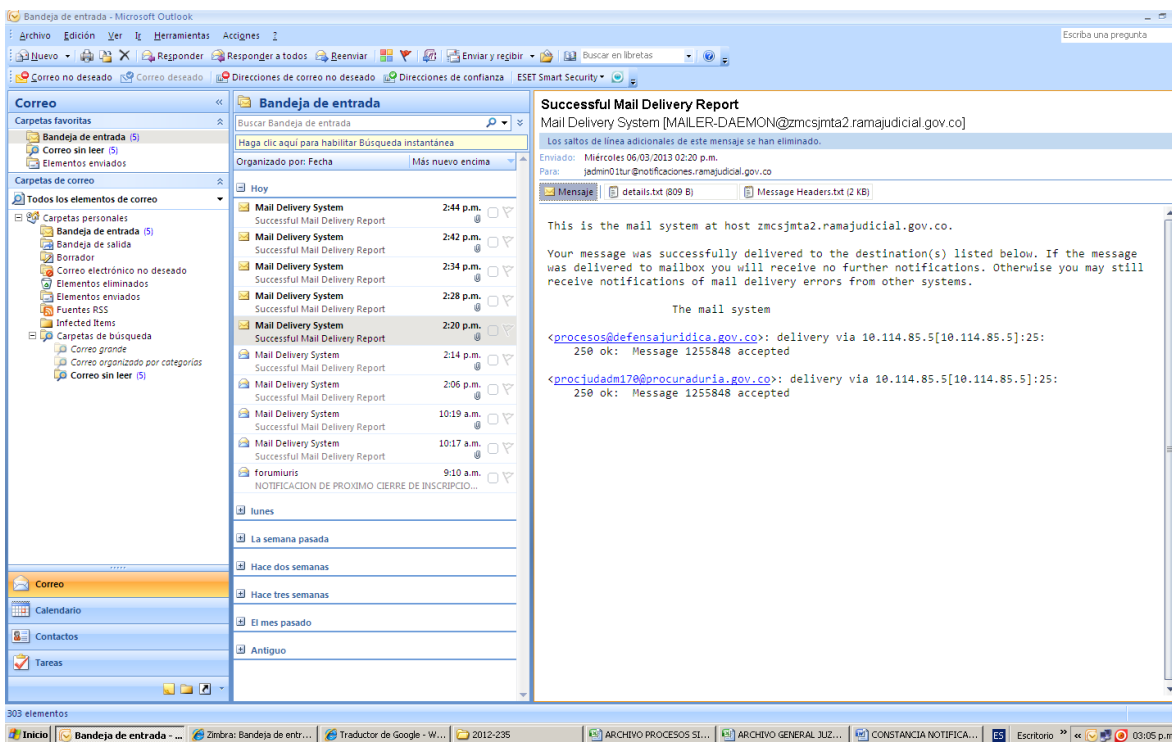 Bandeja de entrada - Microsoft Outlook
Archivo Edición Ver Ir Herramientas Acciones ?
Escriba una pregunta
Nuevo Responder Responder a todos Reenviar Enviar y recibir Buscar en libretas
Correo no deseado Correo deseado Direcciones de correo no deseado Direcciones de confianza ESET Smart Security
Correo «
Carpetas favoritas
Bandeja de entrada (5)
Correo sin leer (5)
Elementos enviados
Carpetas de correo
Todos los elementos de correo
Carpetas personales
Bandeja de entrada (5)
Bandeja de salida
Borrador
Correo electrónico no deseado
Elementos eliminados
Elementos enviados
Fuentes RSS
Infected Items
Carpetas de búsqueda
Correo grande
Correo organizado por categorías
Correo sin leer (5)
Correo
Calendario
Contactos
Tareas
Bandeja de entrada
Buscar Bandeja de entrada
Haga clic aquí para habilitar Búsqueda instantánea
Organizado por: Fecha Más nuevo encima
Hoy
Mail Delivery System 2:44 p.m.
Successful Mail Delivery Report
Mail Delivery System 2:42 p.m.
Successful Mail Delivery Report
Mail Delivery System 2:34 p.m.
Successful Mail Delivery Report
Mail Delivery System 2:28 p.m.
Successful Mail Delivery Report
Mail Delivery System 2:20 p.m.
Successful Mail Delivery Report
Mail Delivery System 2:14 p.m.
Successful Mail Delivery Report
Mail Delivery System 2:06 p.m.
Successful Mail Delivery Report
Mail Delivery System 10:19 a.m.
Successful Mail Delivery Report
Mail Delivery System 10:17 a.m.
Successful Mail Delivery Report
forumiuris 9:10 a.m.
NOTIFICACION DE PROXIMO CIERRE DE INSCRIPCIO...
lunes
La semana pasada
Hace dos semanas
Hace tres semanas
El mes pasado
Antiguo
Successful Mail Delivery Report
Mail Delivery System [MAILER-DAEMON@zmcsjmta2.ramajudicial.gov.co]
Los saltos de línea adicionales de este mensaje se han eliminado.
Enviado: Miércoles 06/03/2013 02:20 p.m.
Para: jadmin01tur@notificaciones.ramajudicial.gov.co
Mensaje details.txt (809 B) Message Headers.txt (2 KB)
This is the mail system at host zmcsjmta2.ramajudicial.gov.co.
Your message was successfully delivered to the destination(s) listed below. If the message
was delivered to mailbox you will receive no further notifications. Otherwise you may still
receive notifications of mail delivery errors from other systems.
The mail system
<procesos@defensajuridica.gov.co>: delivery via 10.114.85.5[10.114.85.5]:25:
250 ok: Message 1255848 accepted
<procjudadm170@procuraduria.gov.co>: delivery via 10.114.85.5[10.114.85.5]:25:
250 ok: Message 1255848 accepted
303 elementos
Inicio Bandeja de entrada - ... Zimbra: Bandeja de entr... Traductor de Google - W... 2012-235 ARCHIVO PROCESOS SI... ARCHIVO GENERAL JUZ... CONSTANCIA NOTIFICA... ES Escritorio » « 03:05 p.m.